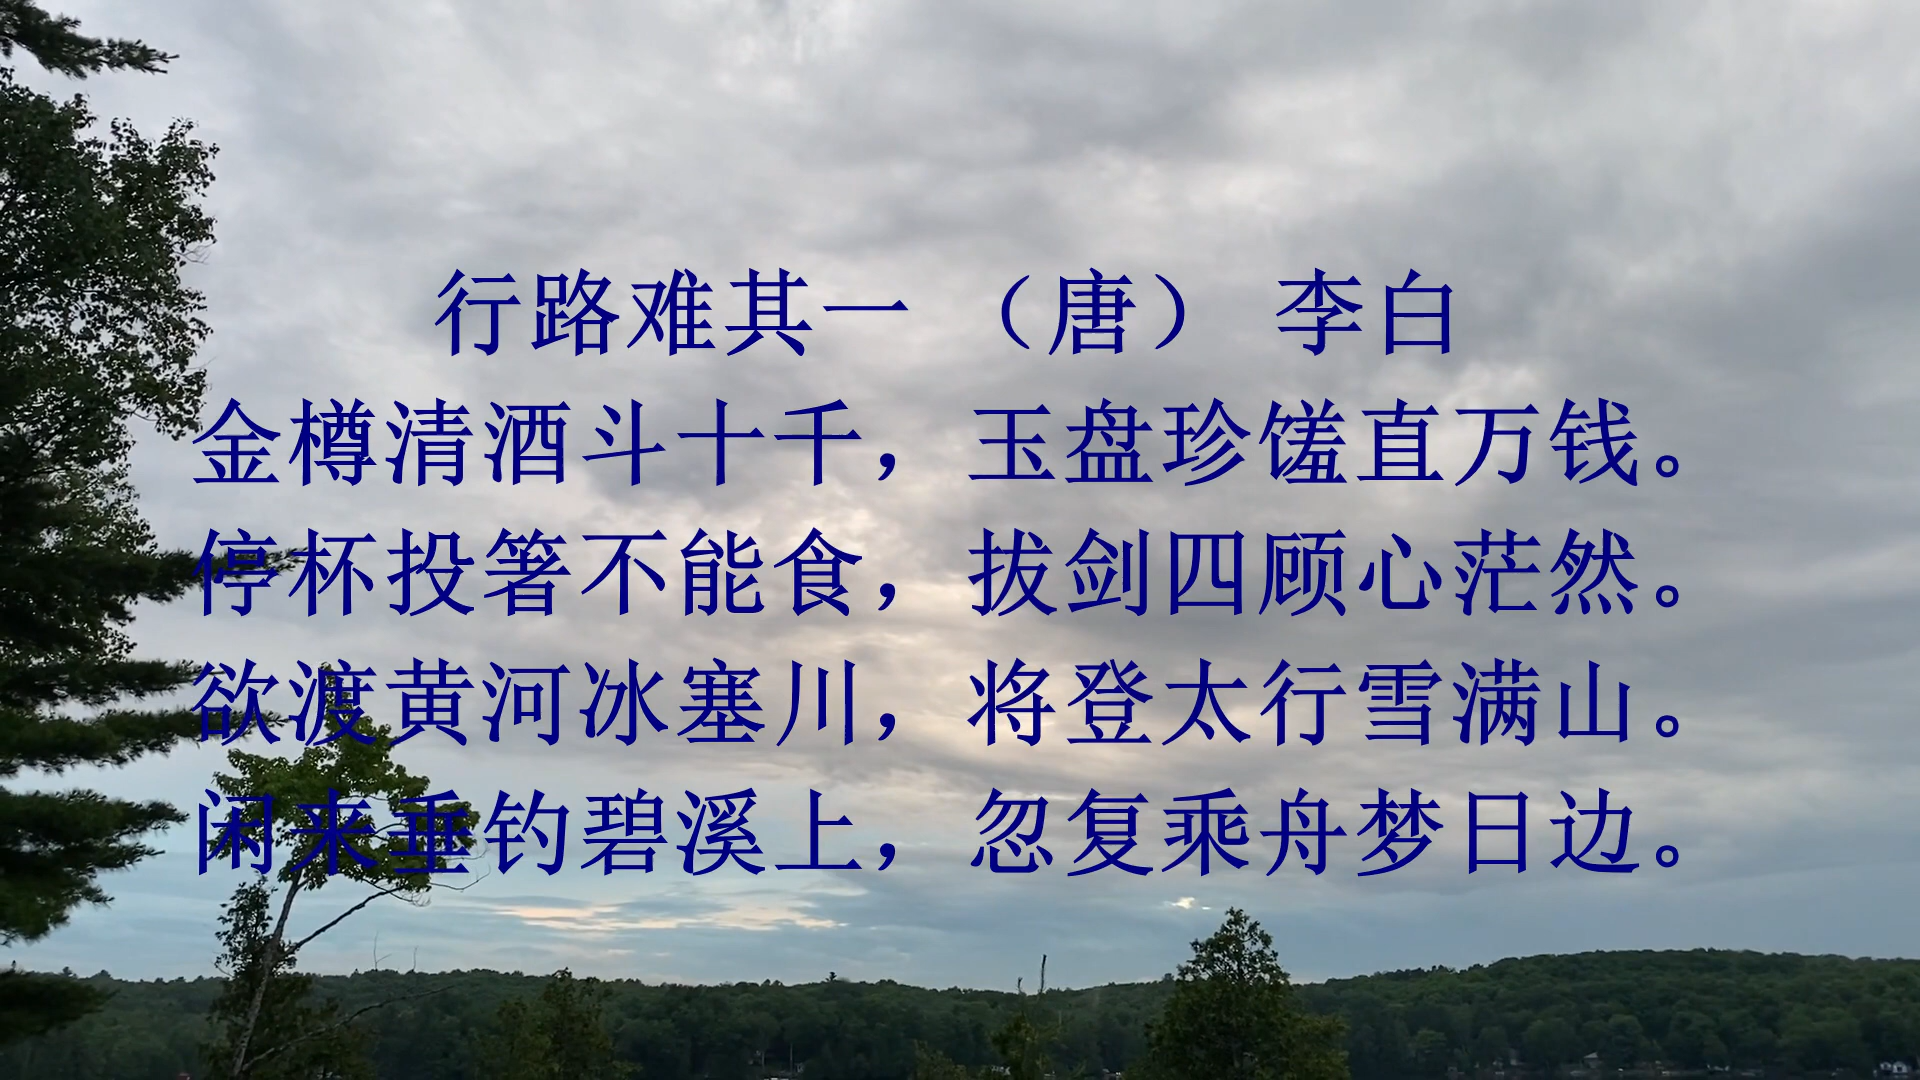 行路难其一 （唐） 李白
金樽清酒斗十千，玉盘珍馐直万钱。
停杯投箸不能食，拔剑四顾心茫然。
欲渡黄河冰塞川，将登太行雪满山。
闲来垂钓碧溪上，忽复乘舟梦日边。